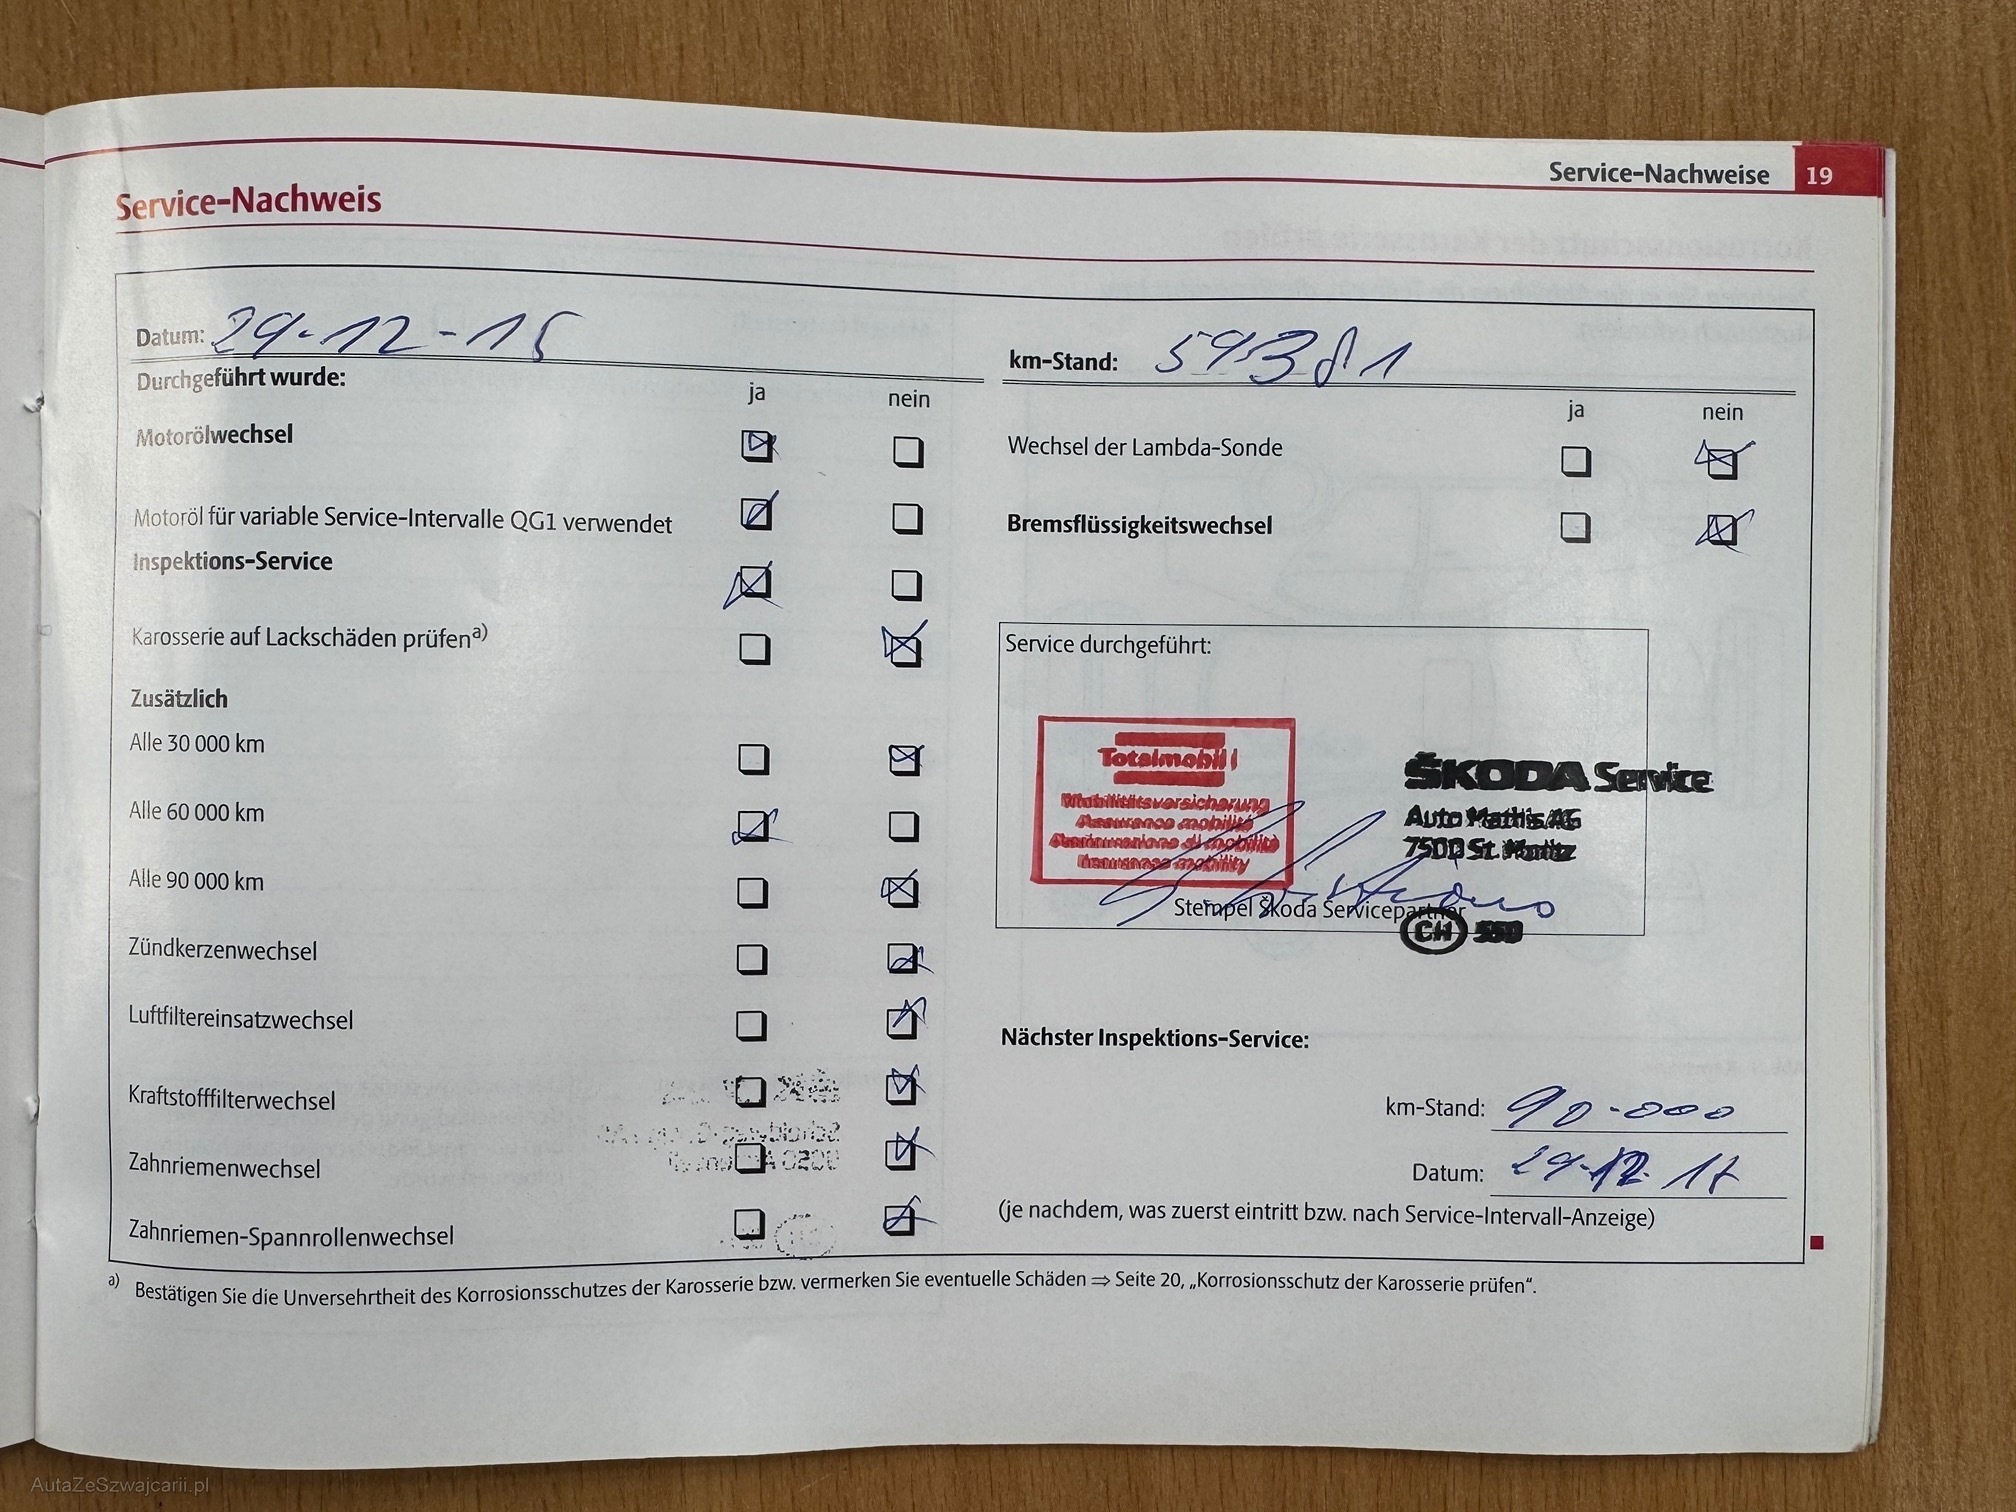 Service-Nachweise 19
Service-Nachweis
Datum: 29-12-15
km-Stand: 59381
Durchgeführt wurde:
ja nein
ja nein
Motorölwechsel
Wechsel der Lambda-Sonde
Motoröl für variable Service-Intervalle QG1 verwendet
Bremsflüssigkeitswechsel
Inspektions-Service
Karosserie auf Lackschäden prüfena)
Zusätzlich
Alle 30 000 km
Alle 60 000 km
Alle 90 000 km
Zündkerzenwechsel
Luftfiltereinsatzwechsel
Kraftstofffilterwechsel
Zahnriemenwechsel
Zahnriemen-Spannrollenwechsel
Service durchgeführt:
Totalmobil!
Mobilitätsversicherung
Assurance mobilité
Assicurazione di mobilità
Insurance mobility
ŠKODA Service
Auto Mathis AG
7500 St. Moritz
Stempel Škoda Servicepartner
CH 559
Nächster Inspektions-Service:
km-Stand: 90.000
Datum: 29.12.17
(je nachdem, was zuerst eintritt bzw. nach Service-Intervall-Anzeige)
a) Bestätigen Sie die Unversehrtheit des Korrosionsschutzes der Karosserie bzw. vermerken Sie eventuelle Schäden ⇒ Seite 20, „Korrosionsschutz der Karosserie prüfen“.
AutaZeSzwajcarii.pl